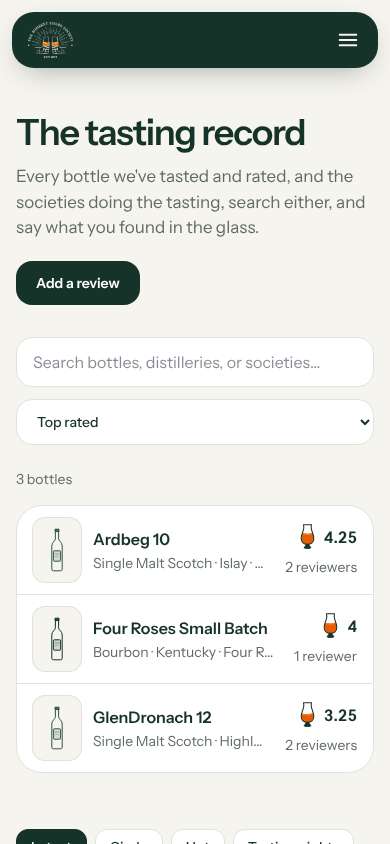 The tasting record
Every bottle we've tasted and rated, and the
societies doing the tasting, search either, and
say what you found in the glass.
Add a review
Search bottles, distilleries, or societies...
Top rated
3 bottles
Ardbeg 10
4.25
Single Malt Scotch · Islay · ...
2 reviewers
Four Roses Small Batch
4
Bourbon · Kentucky · Four R...
1 reviewer
GlenDronach 12
3.25
Single Malt Scotch · Highl...
2 reviewers